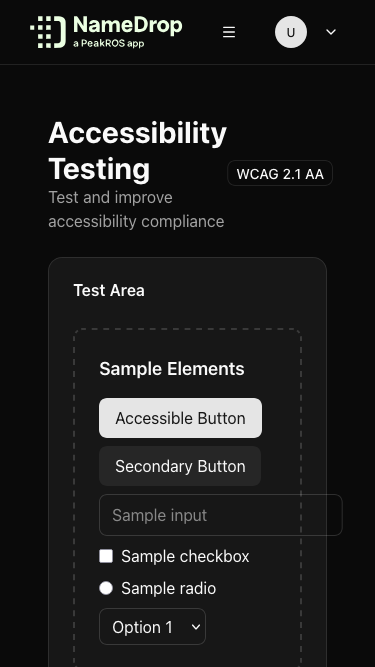 NameDrop
a PeakROS app
U
Accessibility
Testing
WCAG 2.1 AA
Test and improve
accessibility compliance
Test Area
Sample Elements
Accessible Button
Secondary Button
Sample input
Sample checkbox
Sample radio
Option 1